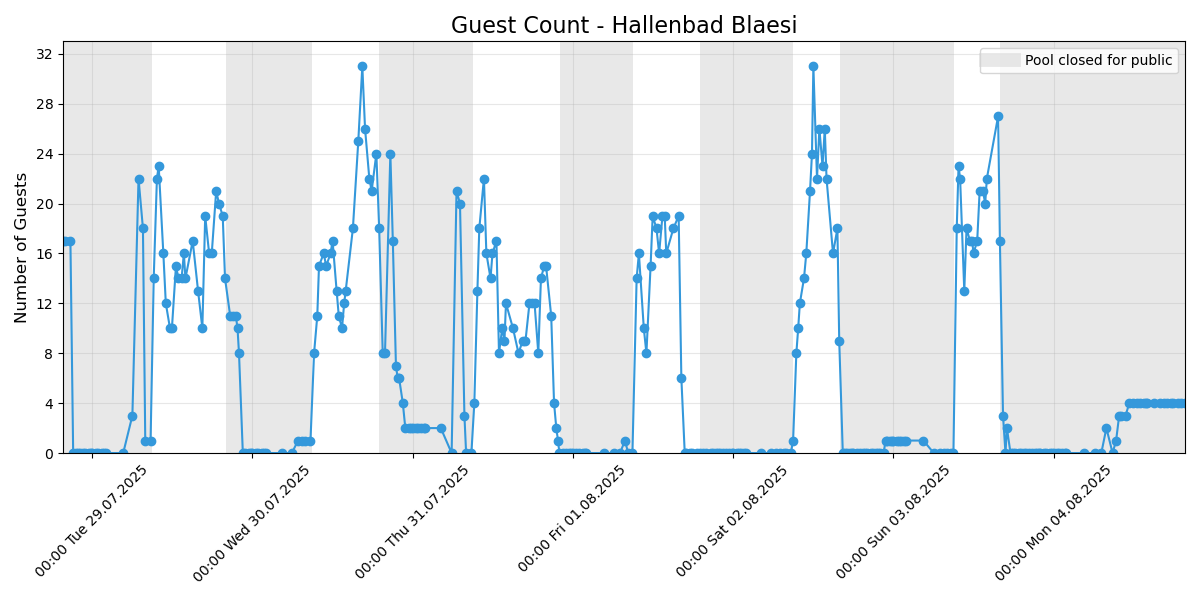 Guest Count - Hallenbad Blaesi
Pool closed for public
Number of Guests
32
28
24
20
16
12
8
4
0
00:00 Tue 29.07.2025
00:00 Wed 30.07.2025
00:00 Thu 31.07.2025
00:00 Fri 01.08.2025
00:00 Sat 02.08.2025
00:00 Sun 03.08.2025
00:00 Mon 04.08.2025